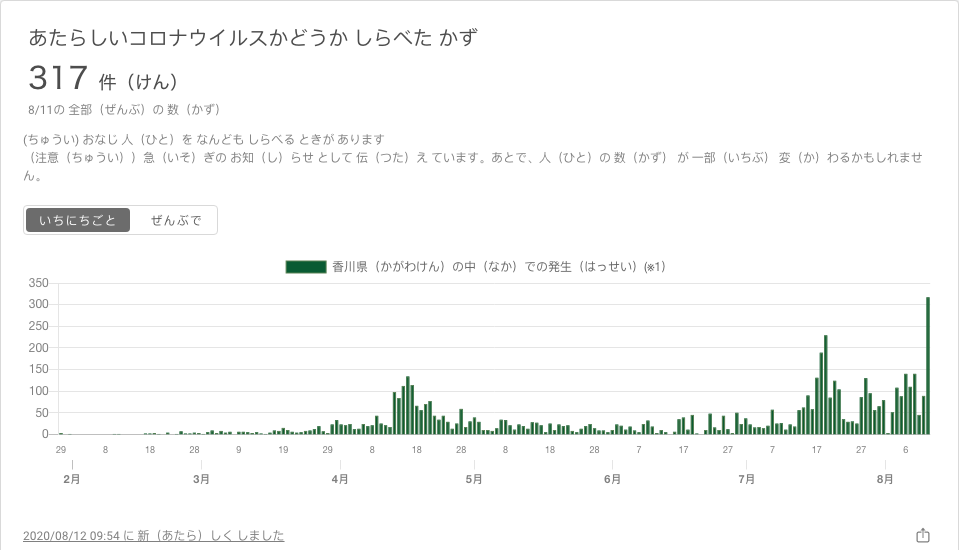 あたらしいコロナウイルスかどうか しらべた かず
317 件（けん）
8/11の 全部（ぜんぶ）の 数（かず）
(ちゅうい) おなじ 人（ひと）を なんども しらべる ときが あります
（注意（ちゅうい））急（いそ）ぎの お知（し）らせ として 伝（つた）え ています。あとで、人（ひと）の 数（かず） が 一部（いちぶ） 変（か）わるかもしれませ
ん。
いちにちごと ぜんぶで
香川県（かがわけん）の中（なか）での発生（はっせい）(※1)
350
300
250
200
150
100
50
0
29 8 18 28 9 19 29 8 18 28 8 18 28 7 17 27 7 17 27 6
2月 3月 4月 5月 6月 7月 8月
2020/08/12 09:54 に 新（あたら）しく しました